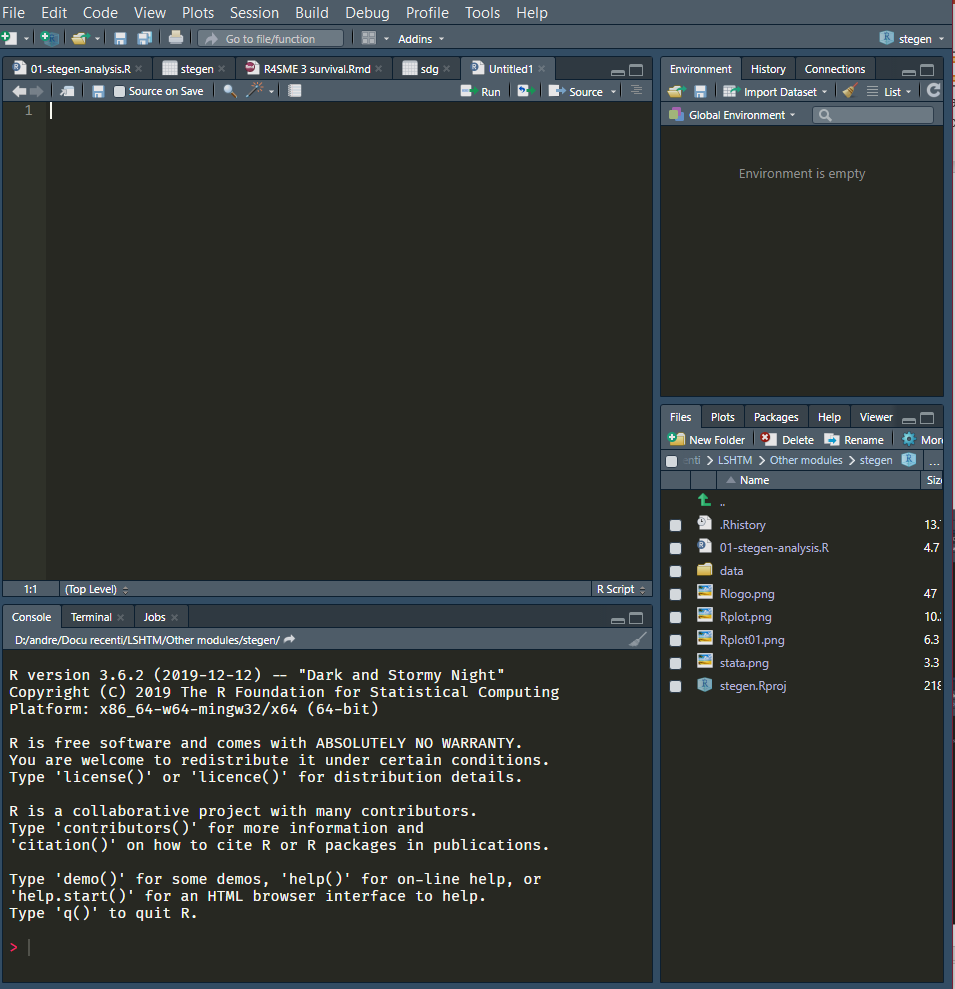 File Edit Code View Plots Session Build Debug Profile Tools Help
Go to file/function Addins stegen
01-stegen-analysis.R stegen R4SME 3 survival.Rmd sdg Untitled1
Source on Save Run Source
1
1:1 (Top Level) R Script
Console Terminal Jobs
D:/andre/Docu recenti/LSHTM/Other modules/stegen/
R version 3.6.2 (2019-12-12) -- "Dark and Stormy Night"
Copyright (C) 2019 The R Foundation for Statistical Computing
Platform: x86_64-w64-mingw32/x64 (64-bit)
R is free software and comes with ABSOLUTELY NO WARRANTY.
You are welcome to redistribute it under certain conditions.
Type 'license()' or 'licence()' for distribution details.
R is a collaborative project with many contributors.
Type 'contributors()' for more information and
'citation()' on how to cite R or R packages in publications.
Type 'demo()' for some demos, 'help()' for on-line help, or
'help.start()' for an HTML browser interface to help.
Type 'q()' to quit R.
>
Environment History Connections
Import Dataset List
Global Environment
Environment is empty
Files Plots Packages Help Viewer
New Folder Delete Rename More
enti > LSHTM > Other modules > stegen ...
Name Siz
..
.Rhistory 13.
01-stegen-analysis.R 4.7
data
Rlogo.png 47
Rplot.png 10.
Rplot01.png 6.3
stata.png 3.3
stegen.Rproj 218